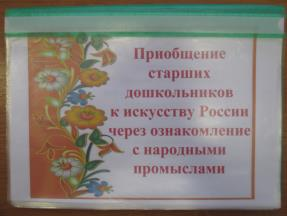 Приобщение
старших
дошкольников
к искусству России
через ознакомление
с народными
промыслами